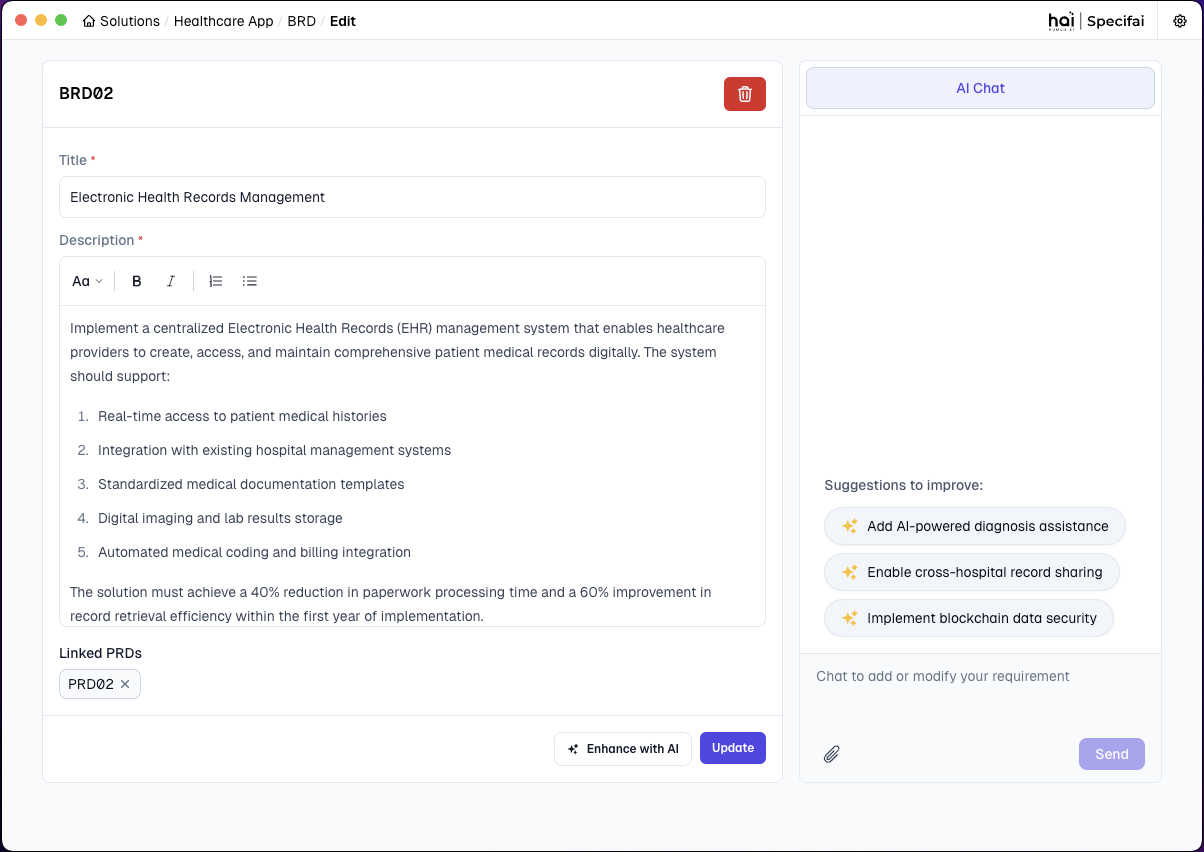 Solutions / Healthcare App / BRD / Edit
hai | Specifai
HUMAN AI
BRD02
Title *
Electronic Health Records Management
Description *
Aa B I
Implement a centralized Electronic Health Records (EHR) management system that enables healthcare
providers to create, access, and maintain comprehensive patient medical records digitally. The system
should support:
1. Real-time access to patient medical histories
2. Integration with existing hospital management systems
3. Standardized medical documentation templates
4. Digital imaging and lab results storage
5. Automated medical coding and billing integration
The solution must achieve a 40% reduction in paperwork processing time and a 60% improvement in
record retrieval efficiency within the first year of implementation.
Linked PRDs
PRD02
Enhance with AI
Update
AI Chat
Suggestions to improve:
Add AI-powered diagnosis assistance
Enable cross-hospital record sharing
Implement blockchain data security
Chat to add or modify your requirement
Send